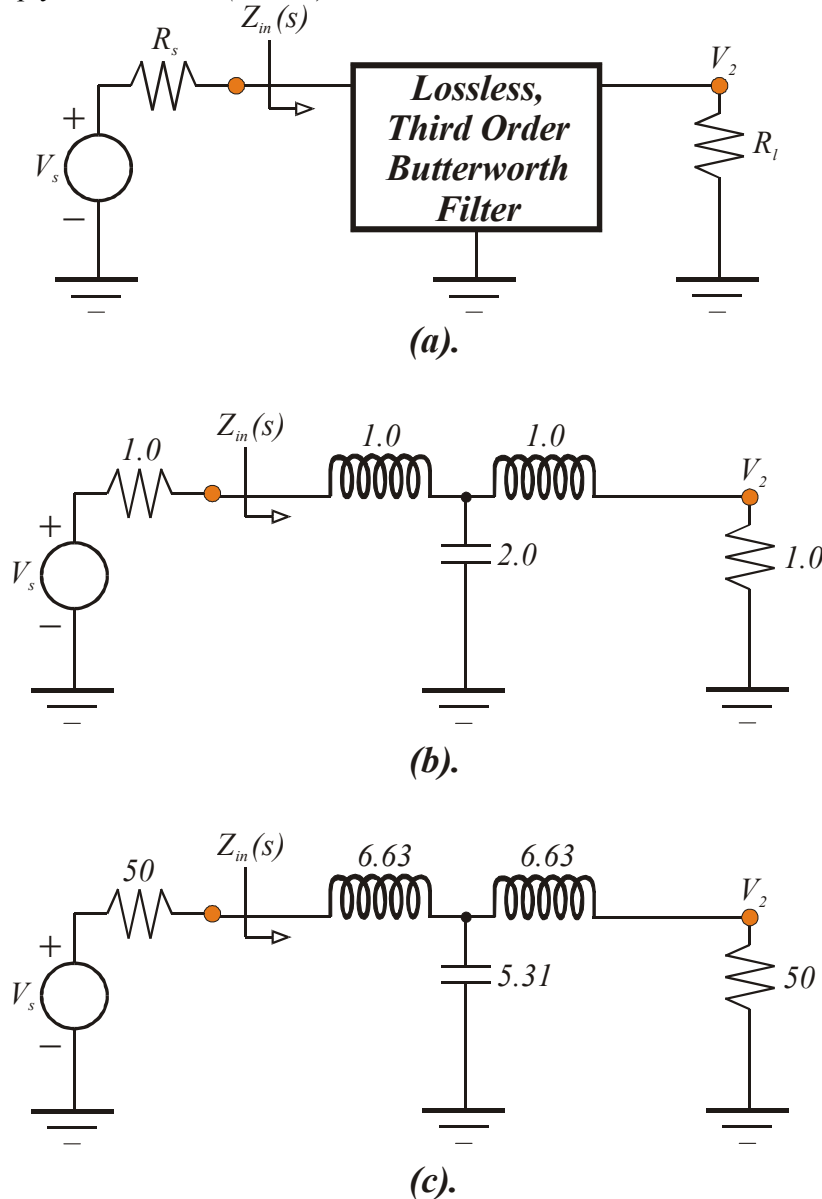 Z_in(s)
R_s
V_2
Lossless,
Third Order
Butterworth
Filter
+
V_s
−
R_l
(a).
Z_in(s)
1.0
1.0
1.0
V_2
+
2.0
1.0
V_s
−
(b).
Z_in(s)
50
6.63
6.63
V_2
+
5.31
50
V_s
−
(c).